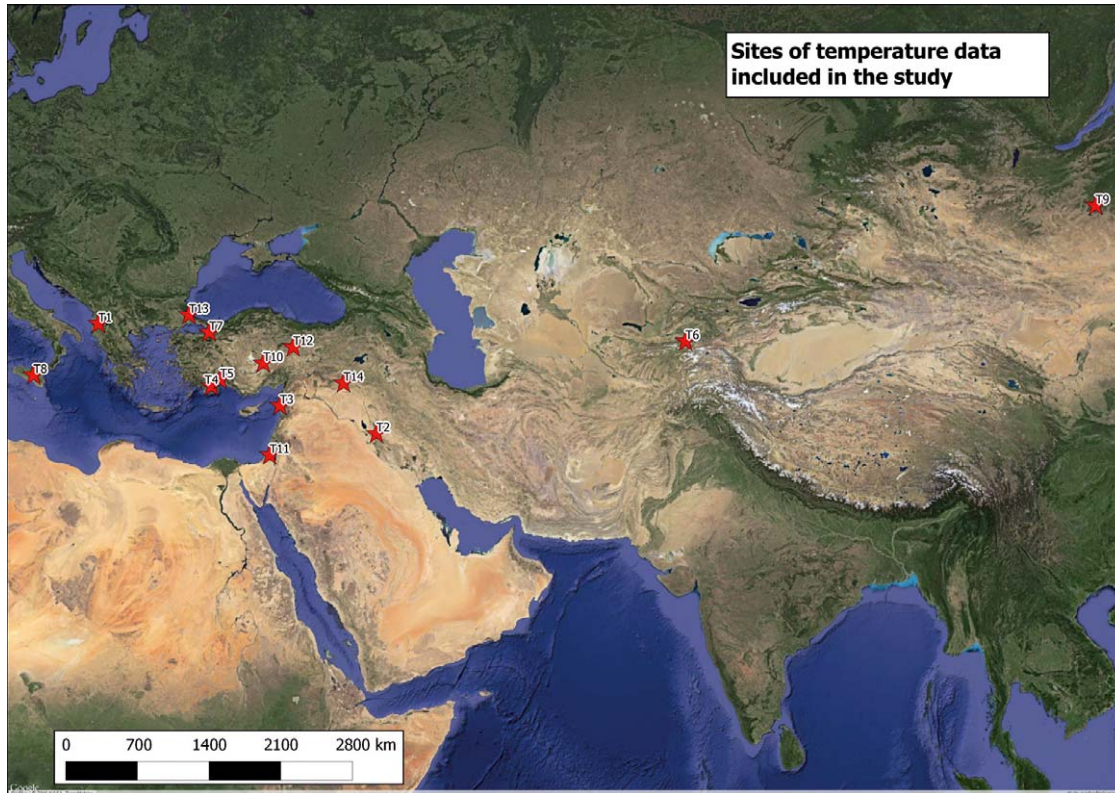 Sites of temperature data
included in the study
T9
T13
T1
T7
T12
T6
T10
T8
T5
T4
T14
T3
T2
T11
0 700 1400 2100 2800 km
Google